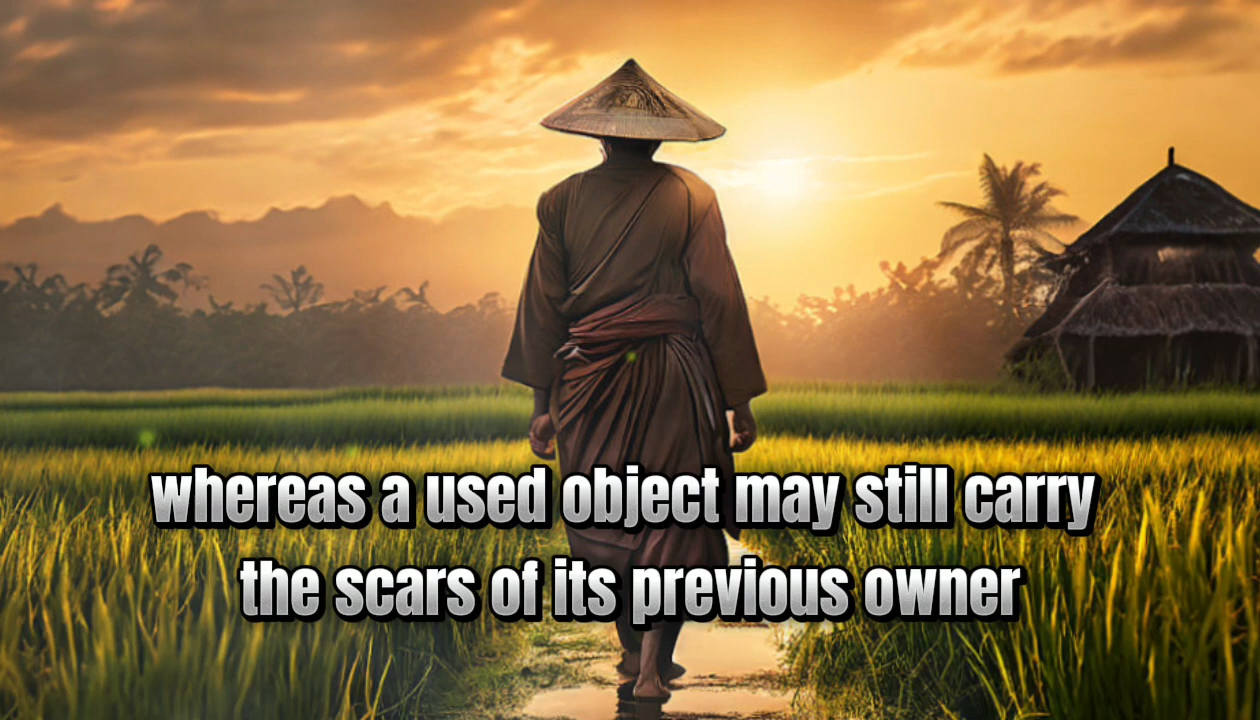 whereas a used object may still carry
the scars of its previous owner